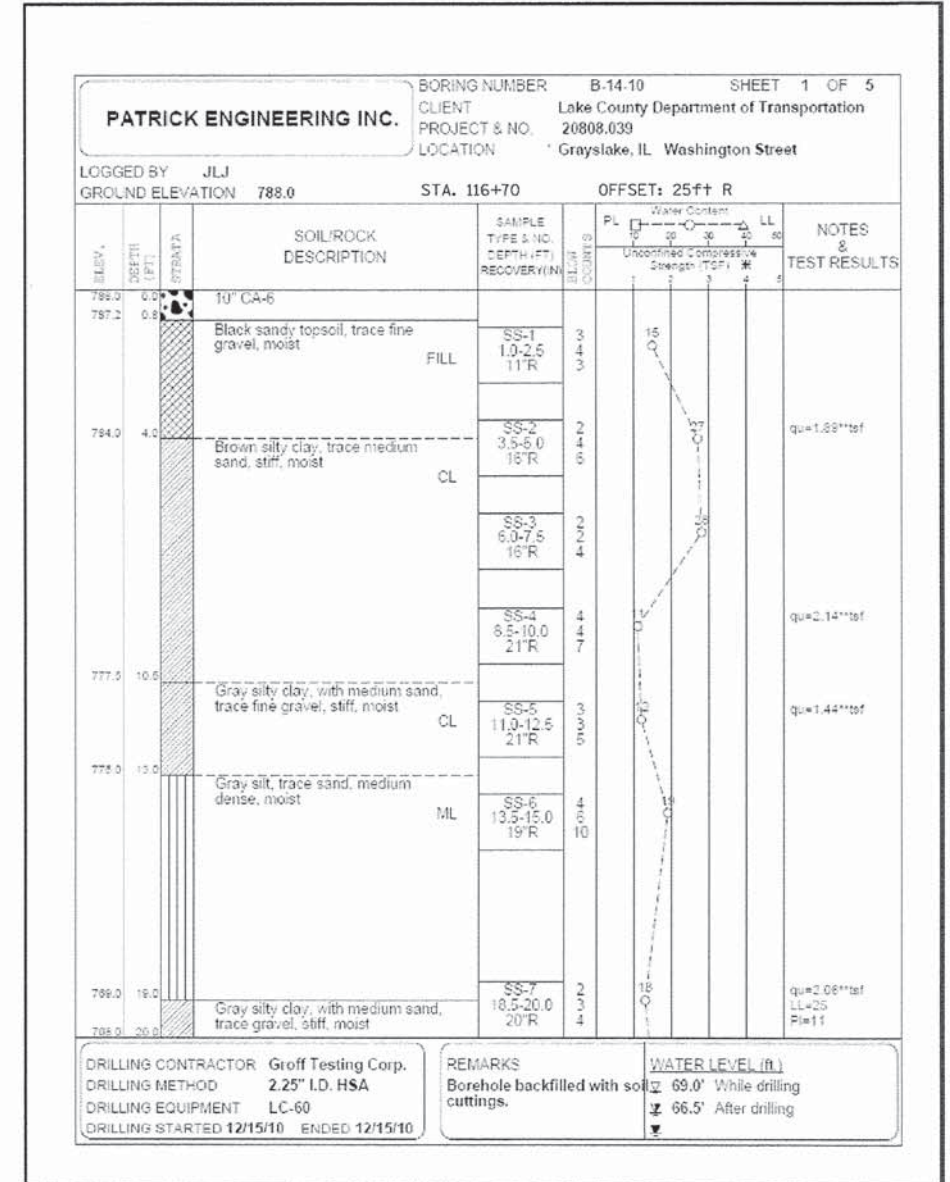 PATRICK ENGINEERING INC.
BORING NUMBER B-14-10 SHEET 1 OF 5
CLIENT Lake County Department of Transportation
PROJECT & NO. 20808.039
LOCATION Grayslake, IL Washington Street
LOGGED BY JLJ
GROUND ELEVATION 788.0 STA. 116+70 OFFSET: 25ft R
ELEV. DEPTH (FT) STRATA
SOIL/ROCK DESCRIPTION
SAMPLE TYPE & NO. DEPTH (FT) RECOVERY(IN)
BLOW COUNTS
PL Water Content LL
10 20 30 40 50
Unconfined Compressive Strength (TSF) ✱
1 2 3 4 5
NOTES & TEST RESULTS
788.0 0.0 10" CA-6
787.2 0.8
Black sandy topsoil, trace fine gravel, moist
FILL
SS-1 3
1.0-2.5 4
11"R 3
15
784.0 4.0
Brown silty clay, trace medium sand, stiff, moist
CL
SS-2 2
3.5-5.0 4
16"R 6
27
SS-3 2
6.0-7.5 2
16"R 4
28
SS-4 4
8.5-10.0 4
21"R 7
11
qu=2.14**tsf
777.5 10.5
Gray silty clay, with medium sand, trace fine gravel, stiff, moist
CL
SS-5 3
11.0-12.5 3
21"R 5
qu=1.44**tsf
775.0 13.0
Gray silt, trace sand, medium dense, moist
ML
SS-6 4
13.5-15.0 6
19"R 10
19
769.0 19.0
Gray silty clay, with medium sand, trace gravel, stiff, moist
SS-7 2
18.5-20.0 3
20"R 4
qu=2.06**tsf
LL=25
PI=11
20.0
DRILLING CONTRACTOR Groff Testing Corp.
DRILLING METHOD 2.25" I.D. HSA
DRILLING EQUIPMENT LC-60
DRILLING STARTED 12/15/10 ENDED 12/15/10
REMARKS
Borehole backfilled with soil cuttings.
WATER LEVEL (ft.)
69.0' While drilling
66.5' After drilling